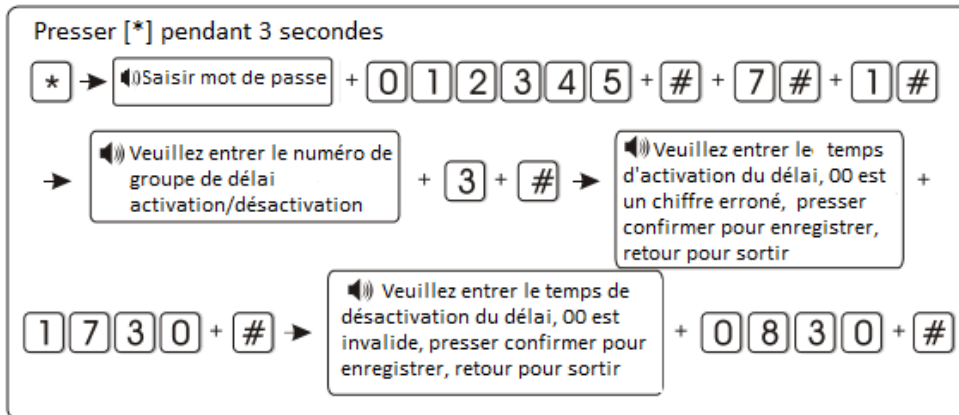 Presser [*] pendant 3 secondes
* Saisir mot de passe + 0 1 2 3 4 5 + # + 7 # + 1 #
Veuillez entrer le numéro de
groupe de délai
activation/désactivation
+ 3 + #
Veuillez entrer le temps
d'activation du délai, 00 est
un chiffre erroné, presser
confirmer pour enregistrer,
retour pour sortir
+
1 7 3 0 + #
Veuillez entrer le temps de
désactivation du délai, 00 est
invalide, presser confirmer pour
enregistrer, retour pour sortir
+ 0 8 3 0 + #